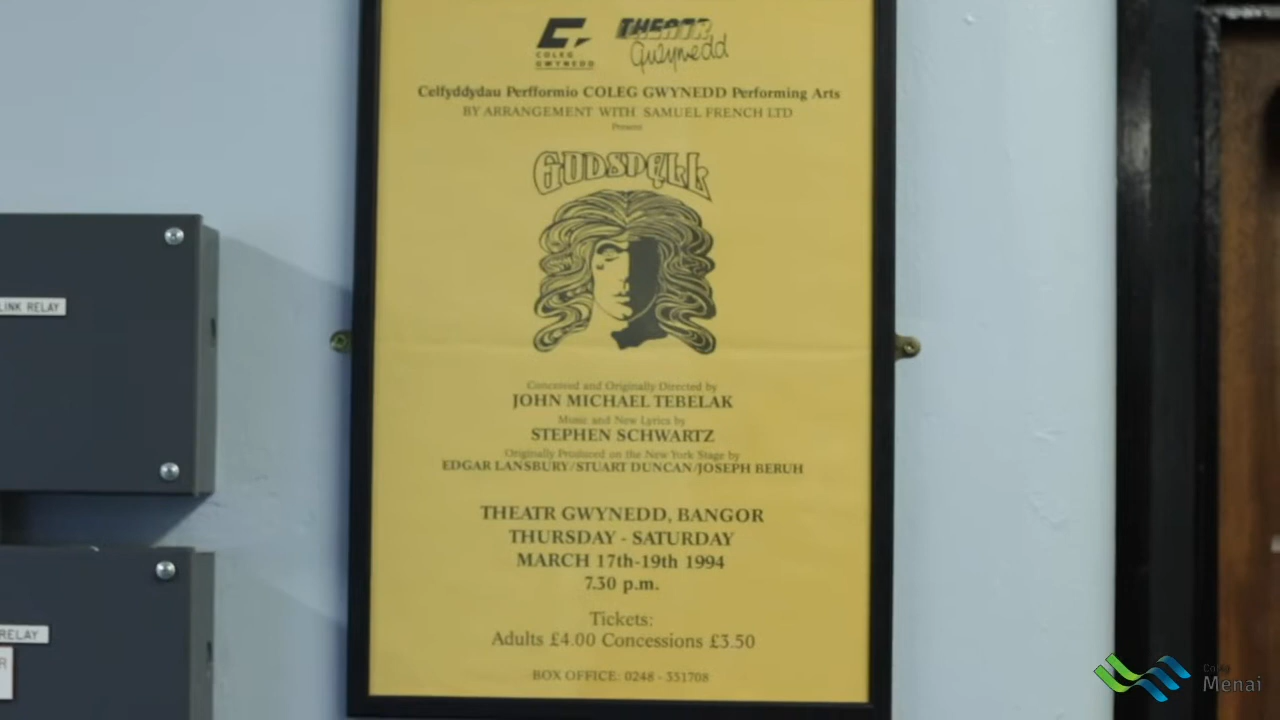 COLEG
GWYNEDD
THEATR
Gwynedd
Celfyddydau Perfformio COLEG GWYNEDD Performing Arts
BY ARRANGEMENT WITH SAMUEL FRENCH LTD
Present
GODSPELL
Conceived and Originally Directed by
JOHN MICHAEL TEBELAK
Music and New Lyrics by
STEPHEN SCHWARTZ
Originally Produced on the New York Stage by
EDGAR LANSBURY/STUART DUNCAN/JOSEPH BERUH
THEATR GWYNEDD, BANGOR
THURSDAY - SATURDAY
MARCH 17th-19th 1994
7.30 p.m.
Tickets:
Adults £4.00 Concessions £3.50
BOX OFFICE: 0248 - 351708
LINK RELAY
RELAY
R
Coleg
Menai